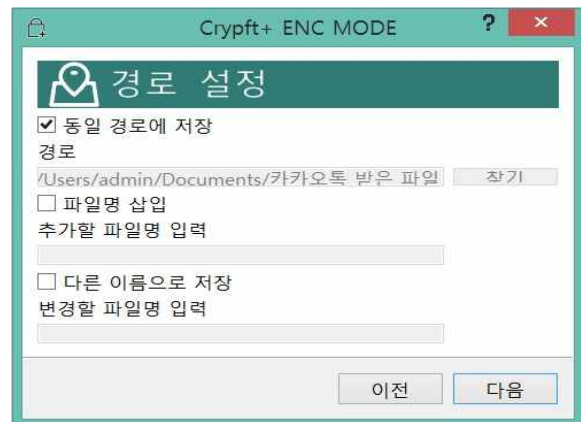 Crypft+ ENC MODE ? ×
경로 설정
동일 경로에 저장
경로
/Users/admin/Documents/카카오톡 받은 파일 찾기
파일명 삽입
추가할 파일명 입력
다른 이름으로 저장
변경할 파일명 입력
이전 다음